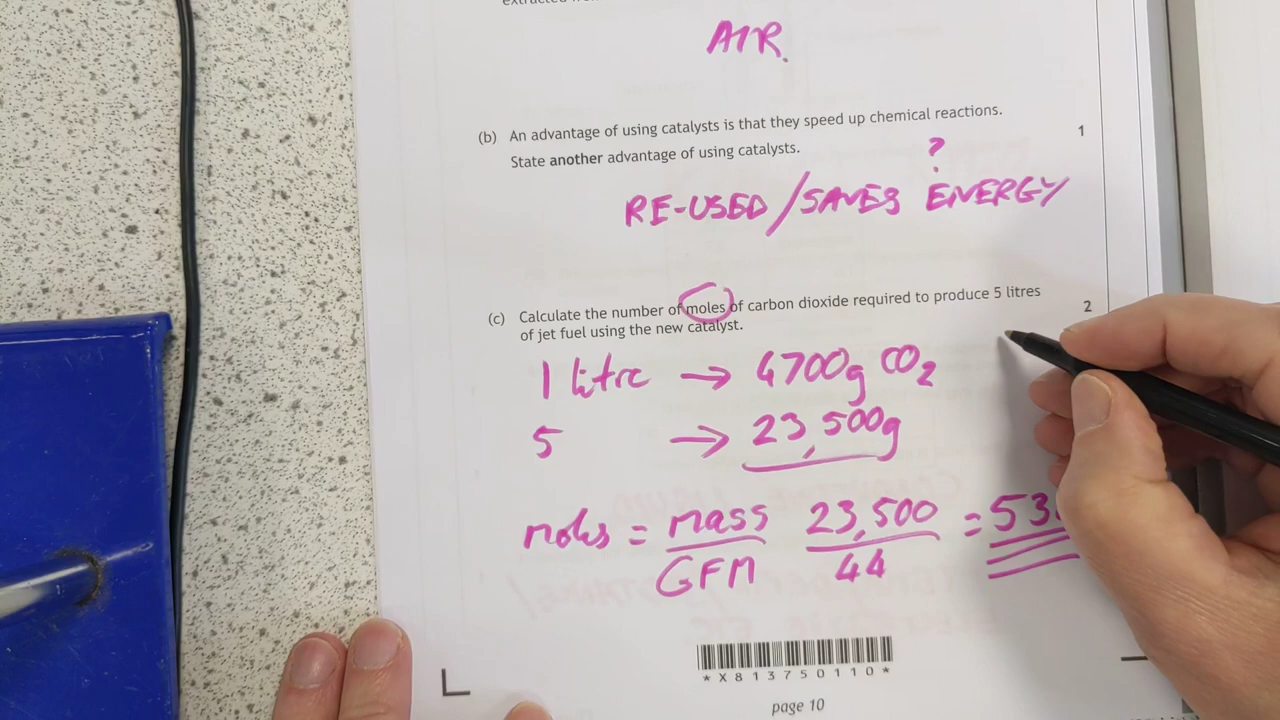 AIR.
(b) An advantage of using catalysts is that they speed up chemical reactions.
State another advantage of using catalysts. 1
?
RE-USED/SAVES ENERGY
(c) Calculate the number of moles of carbon dioxide required to produce 5 litres
of jet fuel using the new catalyst. 2
1 litre → 4700g CO2
5 → 23,500g
moles = mass/GFM 23,500/44 = 53
*X813750110*
page 10